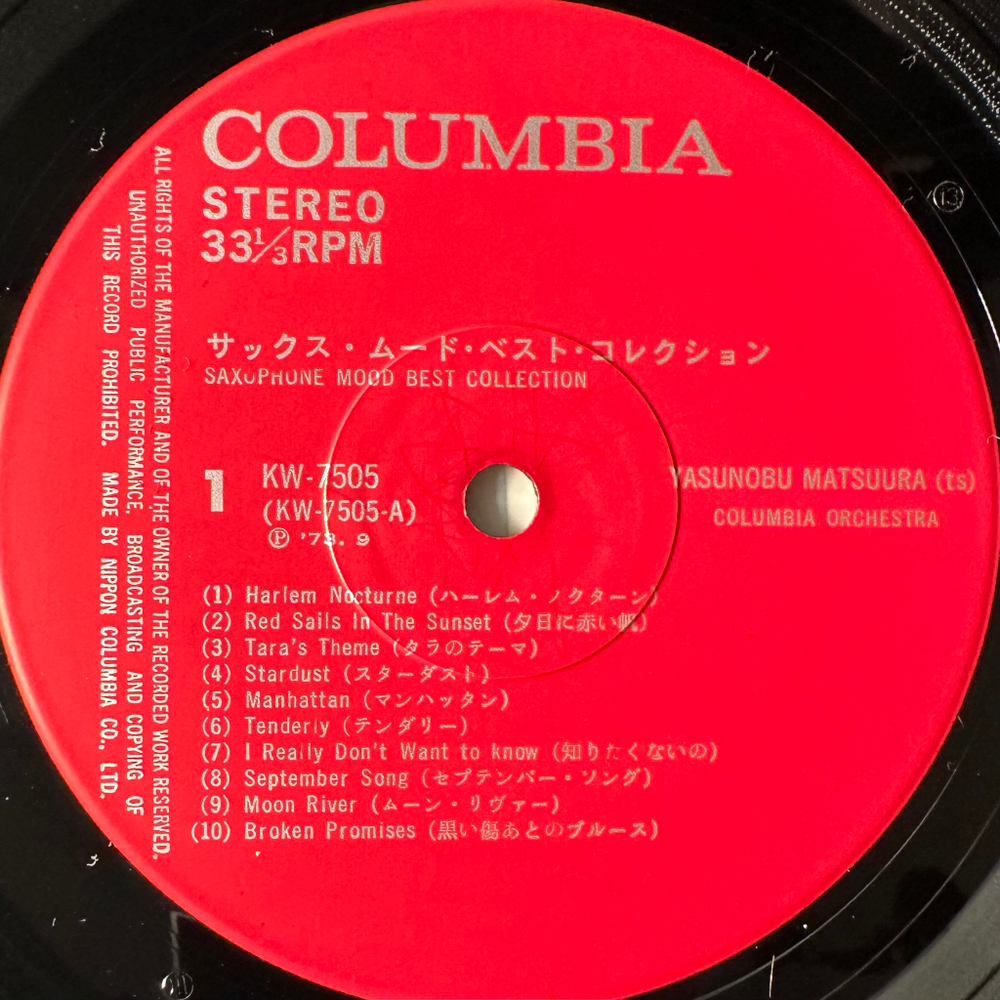 COLUMBIA
STEREO
33 1/3 RPM
サックス・ムード・ベスト・コレクション
SAXOPHONE MOOD BEST COLLECTION
1
KW-7505
(KW-7505-A)
Ⓟ '73. 9
YASUNOBU MATSUURA (ts)
COLUMBIA ORCHESTRA
(1) Harlem Nocturne (ハーレム・ノクターン)
(2) Red Sails In The Sunset (夕日に赤い帆)
(3) Tara's Theme (タラのテーマ)
(4) Stardust (スターダスト)
(5) Manhattan (マンハッタン)
(6) Tenderly (テンダリー)
(7) I Really Don't Want to know (知りたくないの)
(8) September Song (セプテンバー・ソング)
(9) Moon River (ムーン・リヴァー)
(10) Broken Promises (黒い傷あとのブルース)
ALL RIGHTS OF THE MANUFACTURER AND OF THE OWNER OF THE RECORDED WORK RESERVED.
UNAUTHORIZED PUBLIC PERFORMANCE, BROADCASTING AND COPYING OF
THIS RECORD PROHIBITED. MADE BY NIPPON COLUMBIA CO., LTD.
13